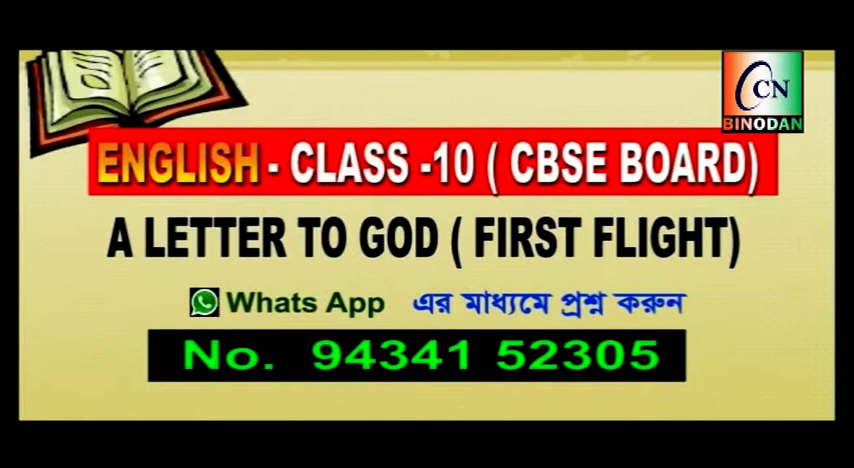 CCN
BINODAN
ENGLISH - CLASS -10 ( CBSE BOARD)
A LETTER TO GOD ( FIRST FLIGHT)
Whats App এর মাধ্যমে প্রশ্ন করুন
No. 94341 52305